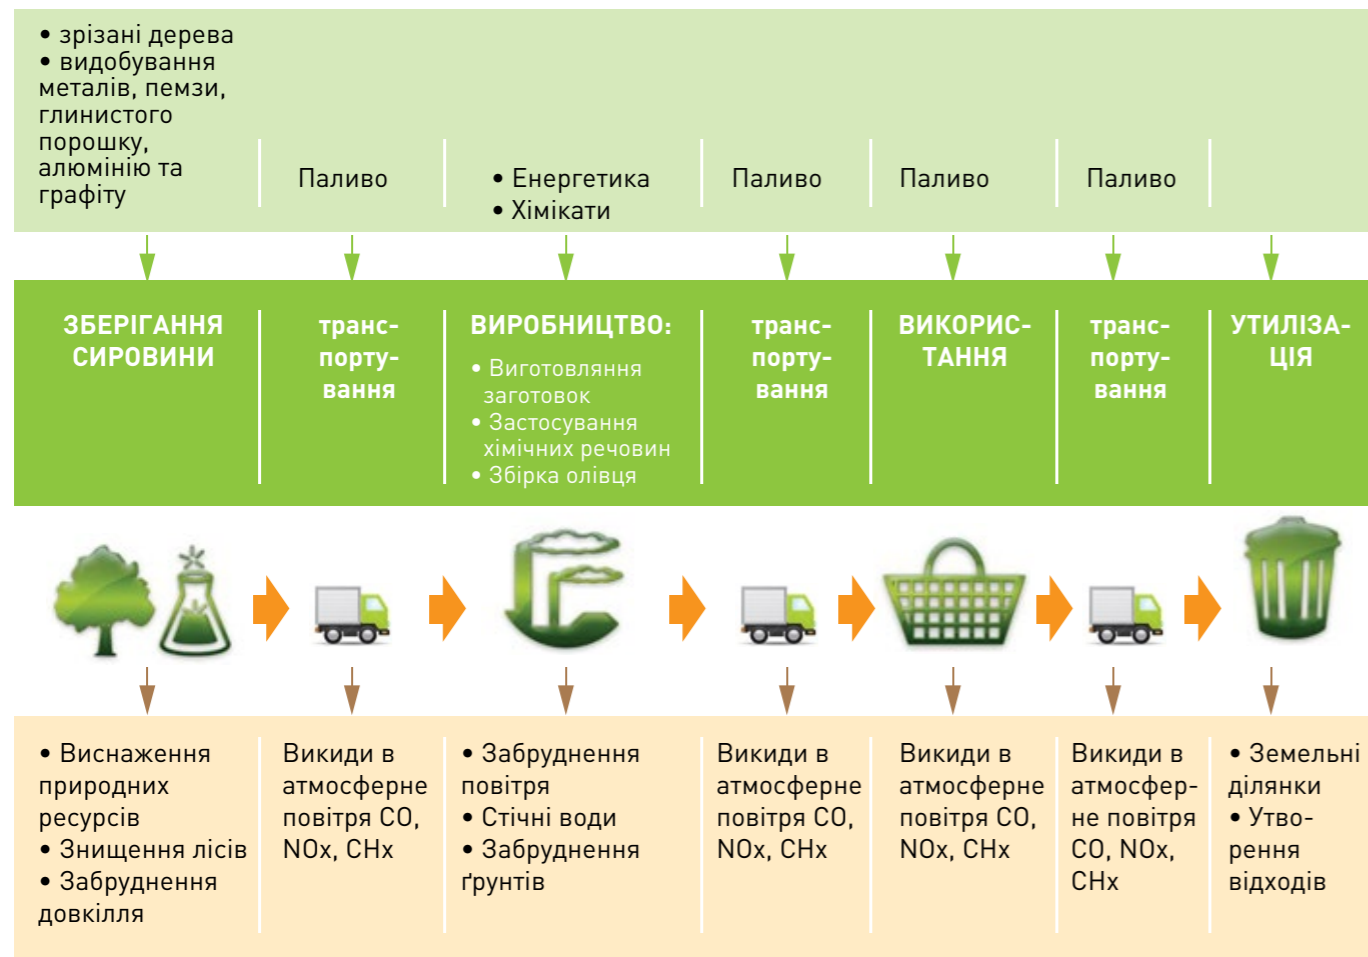 • зрізані дерева
• видобування
металів, пемзи,
глинистого
порошку,
алюмінію та
графіту
Паливо
• Енергетика
• Хімікати
Паливо
Паливо
Паливо
ЗБЕРІГАННЯ
СИРОВИНИ
транс-
порту-
вання
ВИРОБНИЦТВО:
• Виготовляння
заготовок
• Застосування
хімічних речовин
• Збірка олівця
транс-
порту-
вання
ВИКОРИС-
ТАННЯ
транс-
порту-
вання
УТИЛІЗА-
ЦІЯ
• Виснаження
природних
ресурсів
• Знищення лісів
• Забруднення
довкілля
Викиди в
атмосферне
повітря CO,
NOx, CHx
• Забруднення
повітря
• Стічні води
• Забруднення
ґрунтів
Викиди в
атмосферне
повітря CO,
NOx, CHx
Викиди в
атмосферне
повітря CO,
NOx, CHx
Викиди в
атмосфер-
не повітря
CO, NOx,
CHx
• Земельні
ділянки
• Утво-
рення
відходів